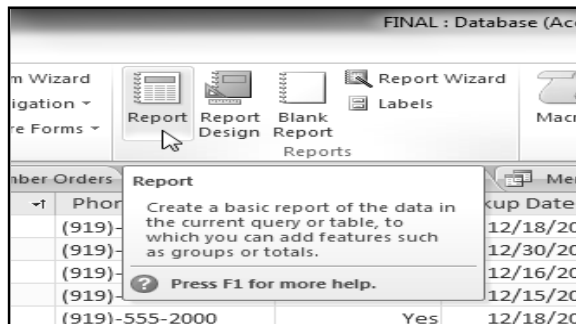 FINAL : Database (Acc
m Wizard
igation
re Forms
Report
Report Design
Blank Report
Report Wizard
Labels
Macr
Reports
mber Orders
Me
Phor
kup Date
Report
Create a basic report of the data in
the current query or table, to
which you can add features such
as groups or totals.
Press F1 for more help.
(919)-
12/18/20
(919)-
12/30/20
(919)-
12/16/20
(919)-
12/15/20
(919)-555-2000
Yes
12/18/20